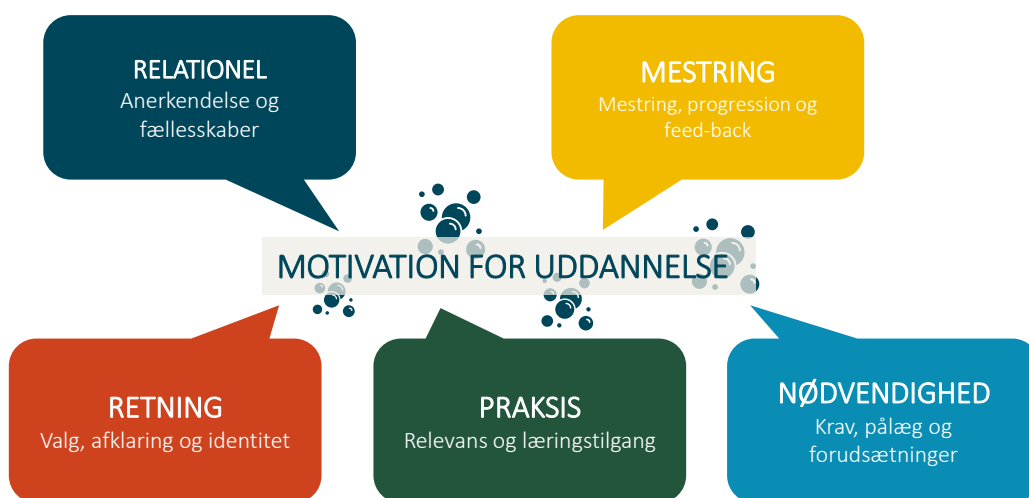 RELATIONEL
Anerkendelse og
fællesskaber
MESTRING
Mestring, progression og
feed-back
MOTIVATION FOR UDDANNELSE
RETNING
Valg, afklaring og identitet
PRAKSIS
Relevans og læringstilgang
NØDVENDIGHED
Krav, pålæg og
forudsætninger